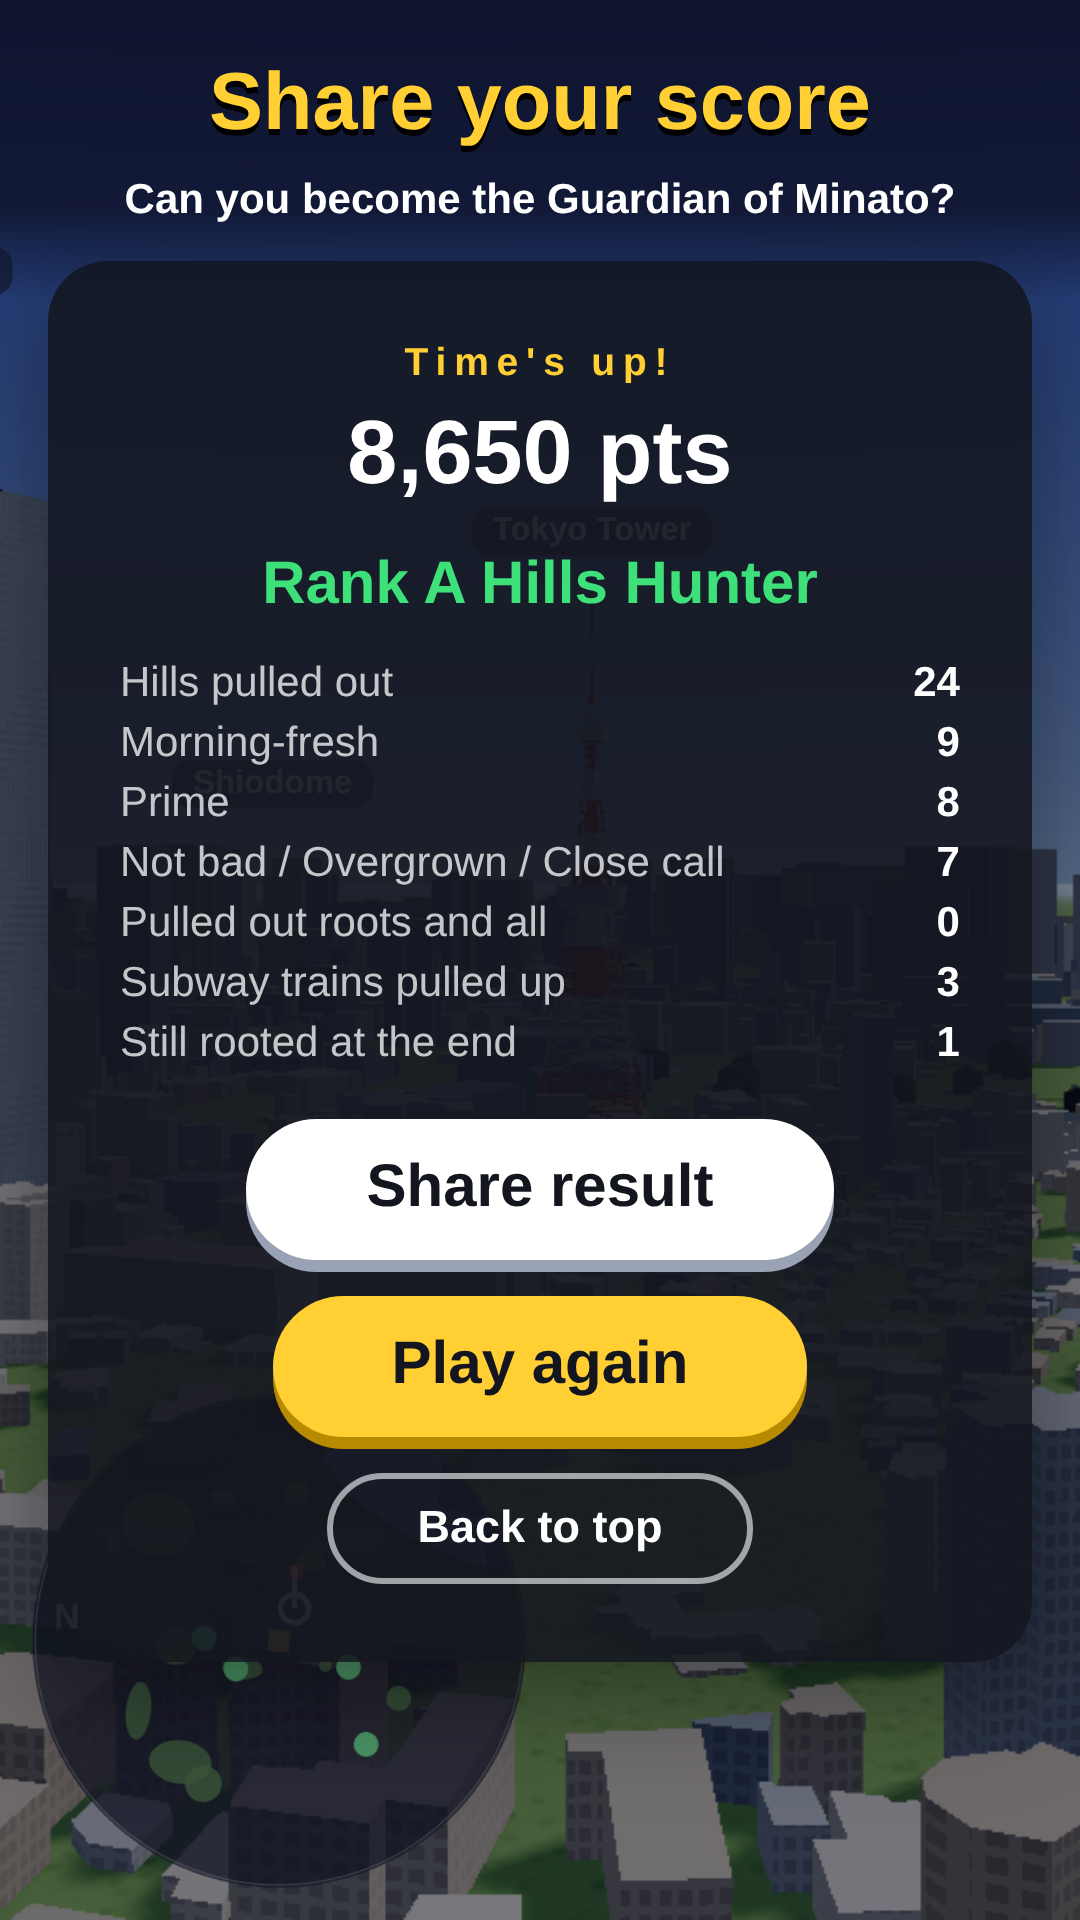 Share your score
Can you become the Guardian of Minato?
Time's up!
8,650 pts
Tokyo Tower
Rank A Hills Hunter
Hills pulled out 24
Morning-fresh 9
Shiodome
Prime 8
Not bad / Overgrown / Close call 7
Pulled out roots and all 0
Subway trains pulled up 3
Still rooted at the end 1
Share result
Play again
Back to top
N